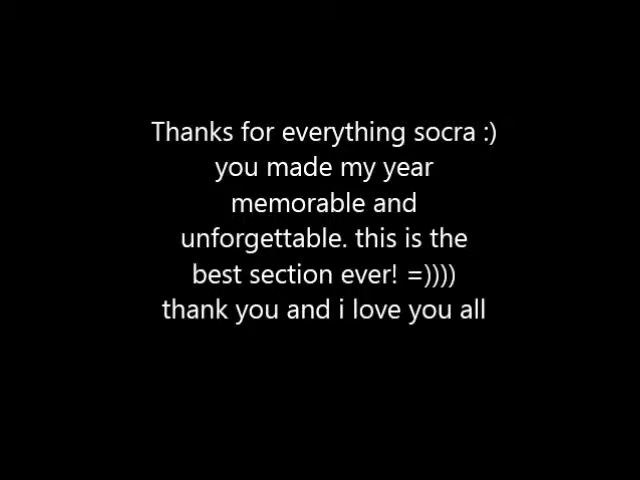 Thanks for everything socra :)
you made my year
memorable and
unforgettable. this is the
best section ever! =))))
thank you and i love you all